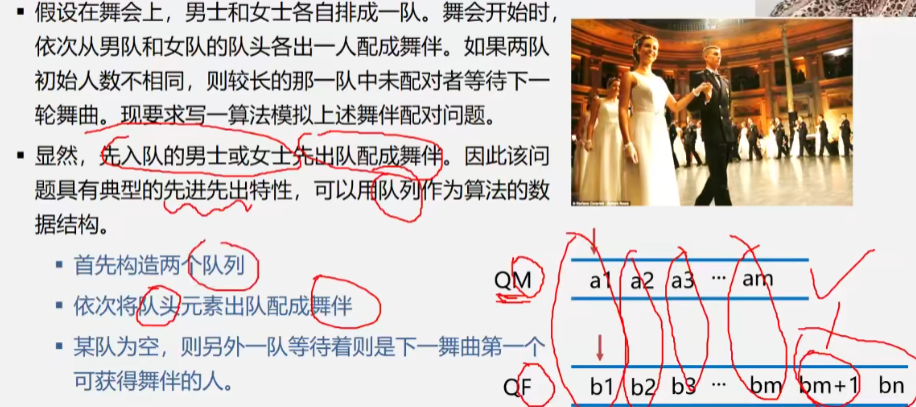 假设在舞会上，男士和女士各自排成一队。舞会开始时，
依次从男队和女队的队头各出一人配成舞伴。如果两队
初始人数不相同，则较长的那一队中未配对者等待下一
轮舞曲。现要求写一算法模拟上述舞伴配对问题。
显然，先入队的男士或女士先出队配成舞伴。因此该问
题具有典型的先进先出特性，可以用队列作为算法的数
据结构。
首先构造两个队列
依次将队头元素出队配成舞伴
某队为空，则另外一队等待着则是下一舞曲第一个
可获得舞伴的人。
QM a1 a2 a3 ··· am
QF b1 b2 b3 ··· bm bm+1 bn